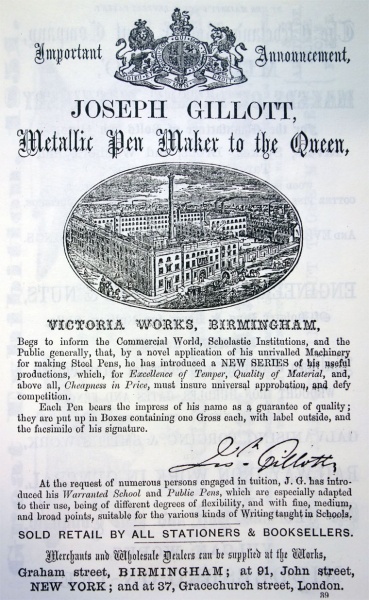 Important Announcement,
JOSEPH GILLOTT,
Metallic Pen Maker to the Queen,
VICTORIA WORKS, BIRMINGHAM,
Begs to inform the Commercial World, Scholastic Institutions, and the
Public generally, that, by a novel application of his unrivalled Machinery
for making Steel Pens, he has introduced a NEW SERIES of his useful
productions, which, for Excellence of Temper, Quality of Material, and,
above all, Cheapness in Price, must insure universal approbation, and defy
competition.
Each Pen bears the impress of his name as a guarantee of quality;
they are put up in Boxes containing one Gross each, with label outside, and
the facsimile of his signature.
Jos. Gillott
At the request of numerous persons engaged in tuition, J. G. has intro-
duced his Warranted School and Public Pens, which are especially adapted
to their use, being of different degrees of flexibility, and with fine, medium,
and broad points, suitable for the various kinds of Writing taught in Schools.
SOLD RETAIL BY ALL STATIONERS & BOOKSELLERS.
Merchants and Wholesale Dealers can be supplied at the Works,
Graham street, BIRMINGHAM; at 91, John street,
NEW YORK; and at 37, Gracechurch street, London.
39